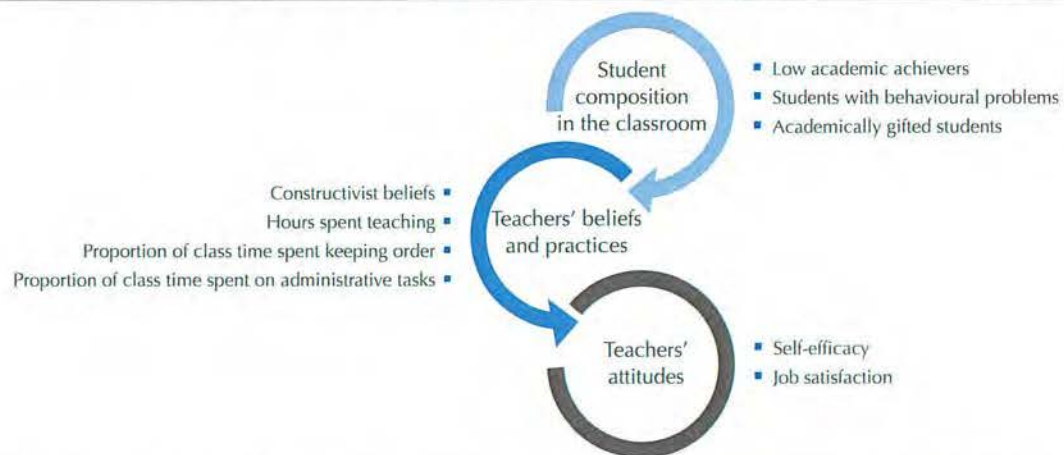 Student
composition
in the classroom
▪ Low academic achievers
▪ Students with behavioural problems
▪ Academically gifted students
Constructivist beliefs ▪
Hours spent teaching ▪
Proportion of class time spent keeping order ▪
Proportion of class time spent on administrative tasks ▪
Teachers' beliefs
and practices
Teachers'
attitudes
▪ Self-efficacy
▪ Job satisfaction